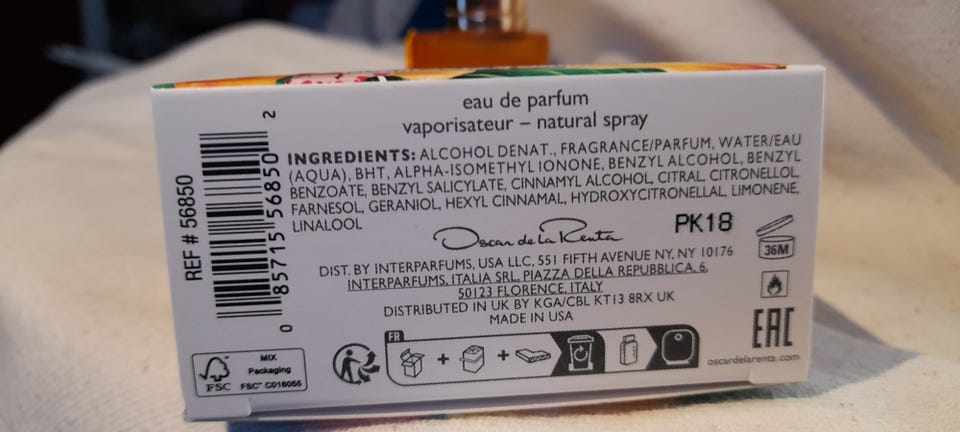 eau de parfum
vaporisateur – natural spray
INGREDIENTS: ALCOHOL DENAT., FRAGRANCE/PARFUM, WATER/EAU
(AQUA), BHT, ALPHA-ISOMETHYL IONONE, BENZYL ALCOHOL, BENZYL
BENZOATE, BENZYL SALICYLATE, CINNAMYL ALCOHOL, CITRAL, CITRONELLOL,
FARNESOL, GERANIOL, HEXYL CINNAMAL, HYDROXYCITRONELLAL, LIMONENE,
LINALOOL
Oscar de la Renta
PK18
DIST. BY INTERPARFUMS, USA LLC, 551 FIFTH AVENUE NY, NY 10176
INTERPARFUMS, ITALIA SRL, PIAZZA DELLA REPUBBLICA, 6,
50123 FLORENCE, ITALY
DISTRIBUTED IN UK BY KGA/CBL KT13 8RX UK
MADE IN USA
36M
EAC
oscardelarenta.com
FR
REF # 56850
0 85715 56850 2
FSC
MIX
Packaging
FSC™ C016055